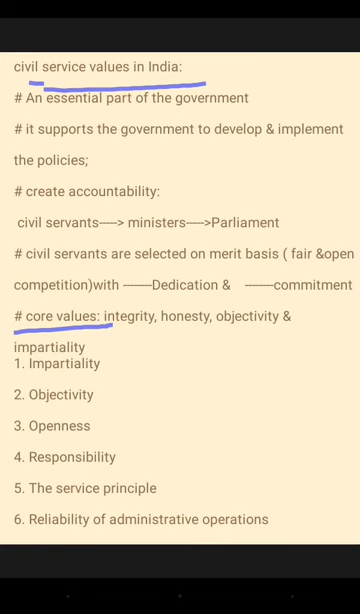 civil service values in India:
# An essential part of the government
# it supports the government to develop & implement
the policies;
# create accountability:
civil servants----–> ministers----–>Parliament
# civil servants are selected on merit basis ( fair &open
competition)with -------–Dedication & -------–commitment
# core values: integrity, honesty, objectivity &
impartiality
1. Impartiality
2. Objectivity
3. Openness
4. Responsibility
5. The service principle
6. Reliability of administrative operations